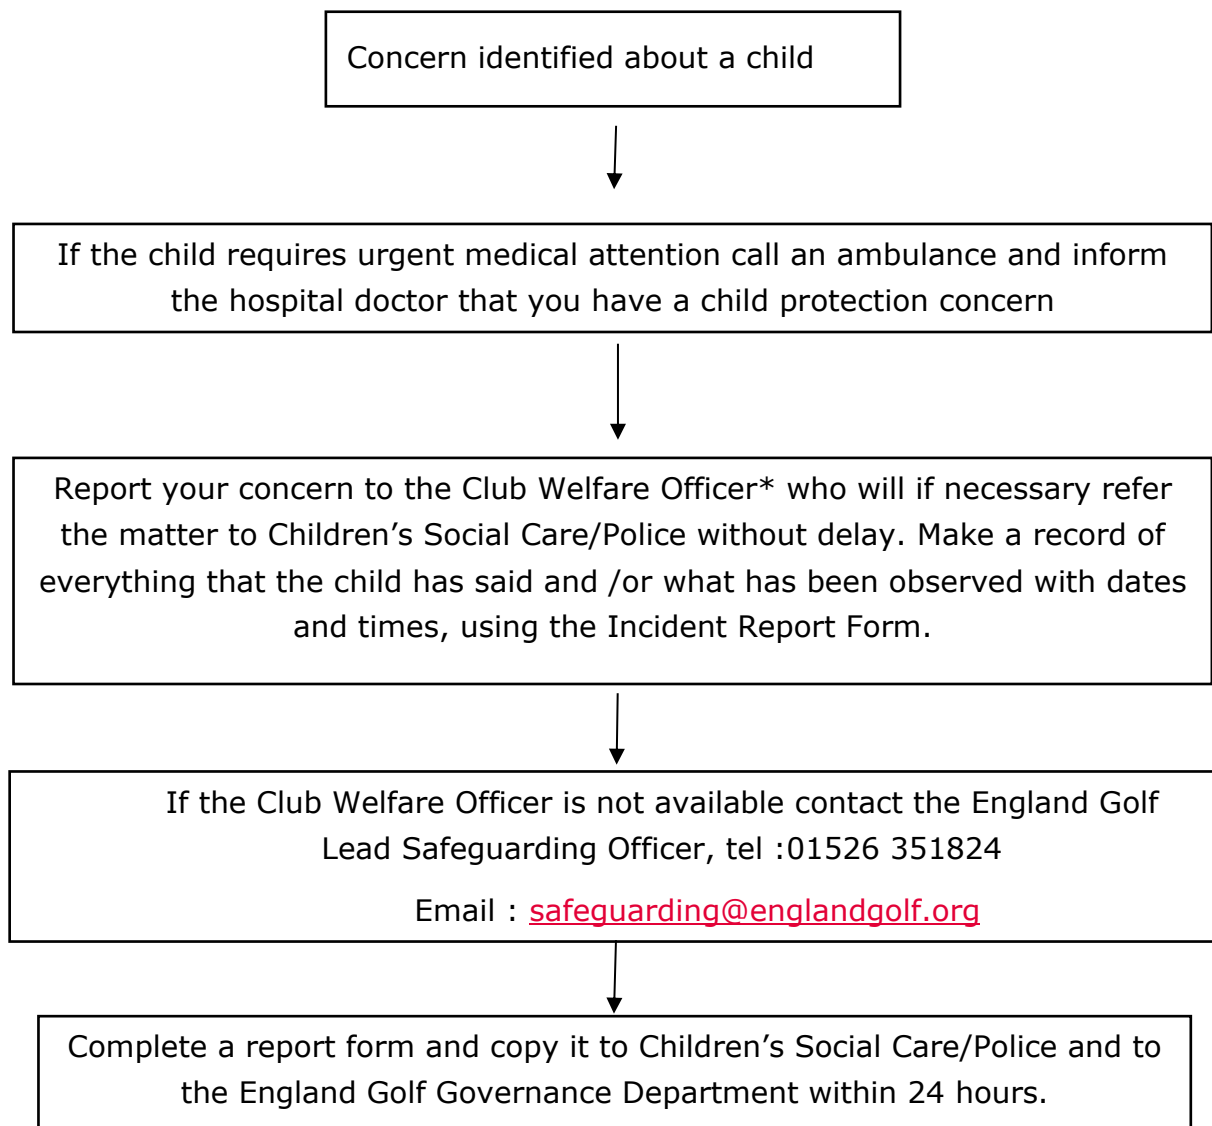 Concern identified about a child
If the child requires urgent medical attention call an ambulance and inform
the hospital doctor that you have a child protection concern
Report your concern to the Club Welfare Officer* who will if necessary refer
the matter to Children’s Social Care/Police without delay. Make a record of
everything that the child has said and /or what has been observed with dates
and times, using the Incident Report Form.
If the Club Welfare Officer is not available contact the England Golf
Lead Safeguarding Officer, tel :01526 351824
Email : safeguarding@englandgolf.org
Complete a report form and copy it to Children’s Social Care/Police and to
the England Golf Governance Department within 24 hours.